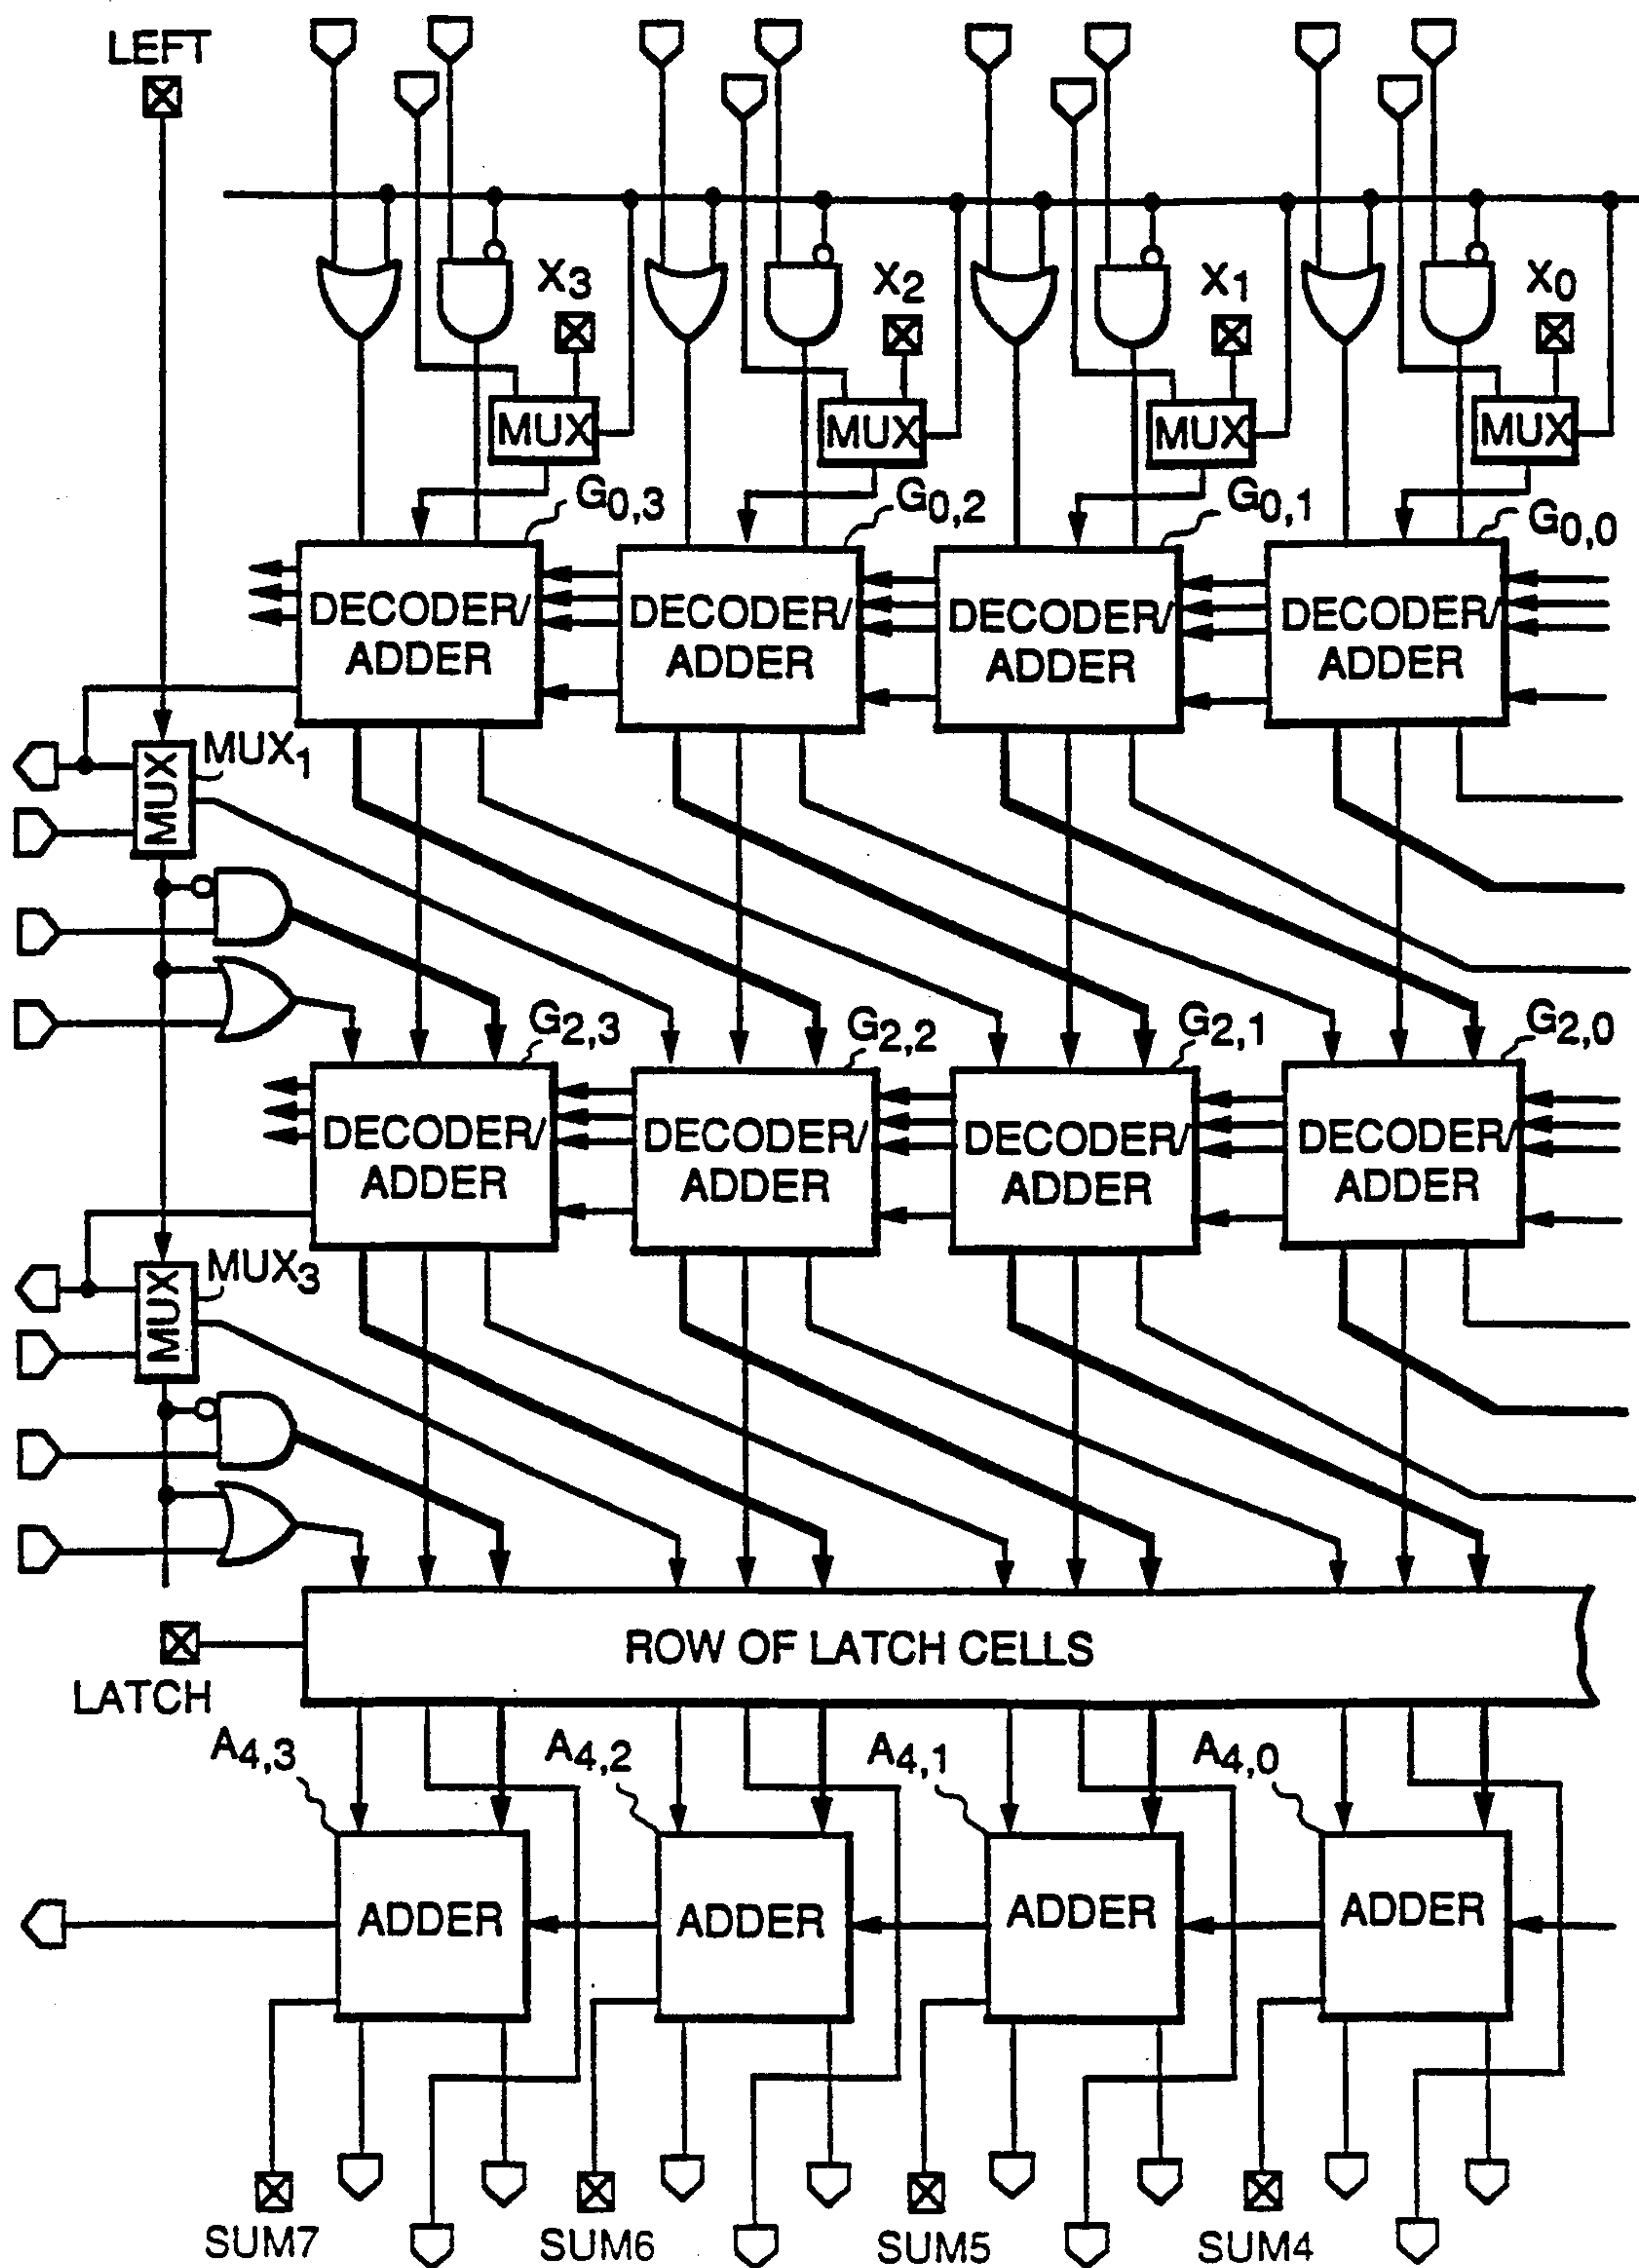 LEFT
X3 X2 X1 X0
MUX MUX MUX MUX
G0,3 G0,2 G0,1 G0,0
DECODER/ADDER DECODER/ADDER DECODER/ADDER DECODER/ADDER
MUX MUX1
G2,3 G2,2 G2,1 G2,0
DECODER/ADDER DECODER/ADDER DECODER/ADDER DECODER/ADDER
MUX MUX3
ROW OF LATCH CELLS
LATCH
A4,3 A4,2 A4,1 A4,0
ADDER ADDER ADDER ADDER
SUM7 SUM6 SUM5 SUM4